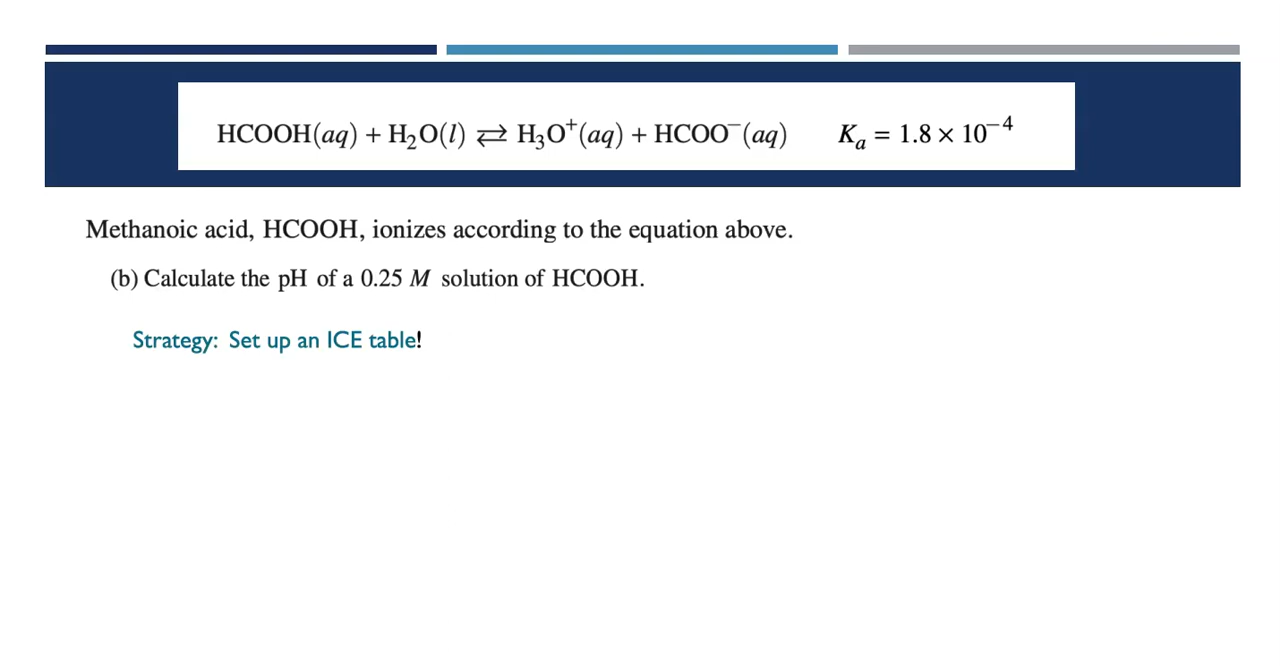 HCOOH(aq) + H₂O(l) ⇄ H₃O⁺(aq) + HCOO⁻(aq) Kₐ = 1.8 × 10⁻⁴
Methanoic acid, HCOOH, ionizes according to the equation above.
(b) Calculate the pH of a 0.25 M solution of HCOOH.
Strategy: Set up an ICE table!